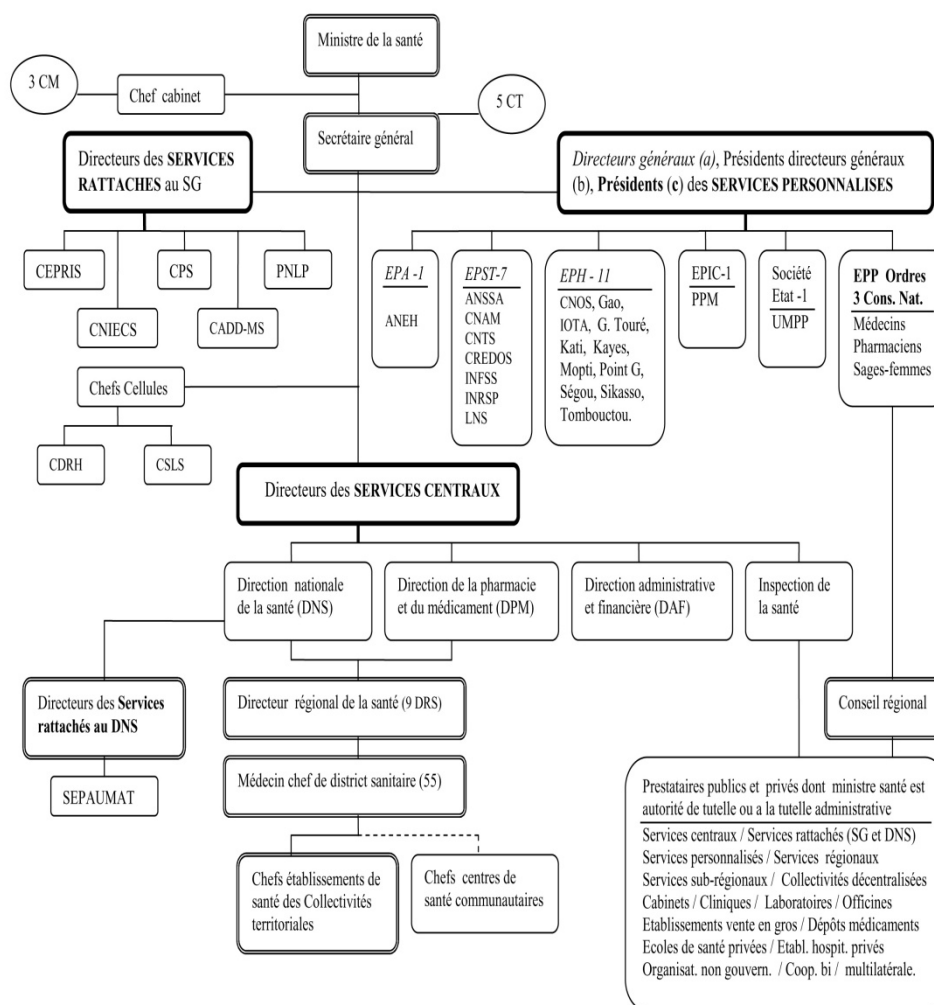 Ministre de la santé
3 CM
Chef cabinet
5 CT
Secrétaire général
Directeurs des SERVICES
RATTACHES au SG
Directeurs généraux (a), Présidents directeurs généraux
(b), Présidents (c) des SERVICES PERSONNALISES
CEPRIS
CPS
PNLP
CNIECS
CADD-MS
EPA -1
ANEH
EPST-7
ANSSA
CNAM
CNTS
CREDOS
INFSS
INRSP
LNS
EPH - 11
CNOS, Gao,
IOTA, G. Touré,
Kati, Kayes,
Mopti, Point G,
Ségou, Sikasso,
Tombouctou.
EPIC-1
PPM
Société
Etat -1
UMPP
EPP Ordres
3 Cons. Nat.
Médecins
Pharmaciens
Sages-femmes
Chefs Cellules
CDRH
CSLS
Directeurs des SERVICES CENTRAUX
Direction nationale
de la santé (DNS)
Direction de la pharmacie
et du médicament (DPM)
Direction administrative
et financière (DAF)
Inspection de
la santé
Directeurs des Services
rattachés au DNS
Directeur régional de la santé (9 DRS)
Conseil régional
SEPAUMAT
Médecin chef de district sanitaire (55)
Chefs établissements de
santé des Collectivités
territoriales
Chefs centres de
santé communautaires
Prestataires publics et privés dont ministre santé est
autorité de tutelle ou a la tutelle administrative
Services centraux / Services rattachés (SG et DNS)
Services personnalisés / Services régionaux
Services sub-régionaux / Collectivités décentralisées
Cabinets / Cliniques / Laboratoires / Officines
Etablissements vente en gros / Dépôts médicaments
Ecoles de santé privées / Etabl. hospit. privés
Organisat. non gouvern. / Coop. bi / multilatérale.